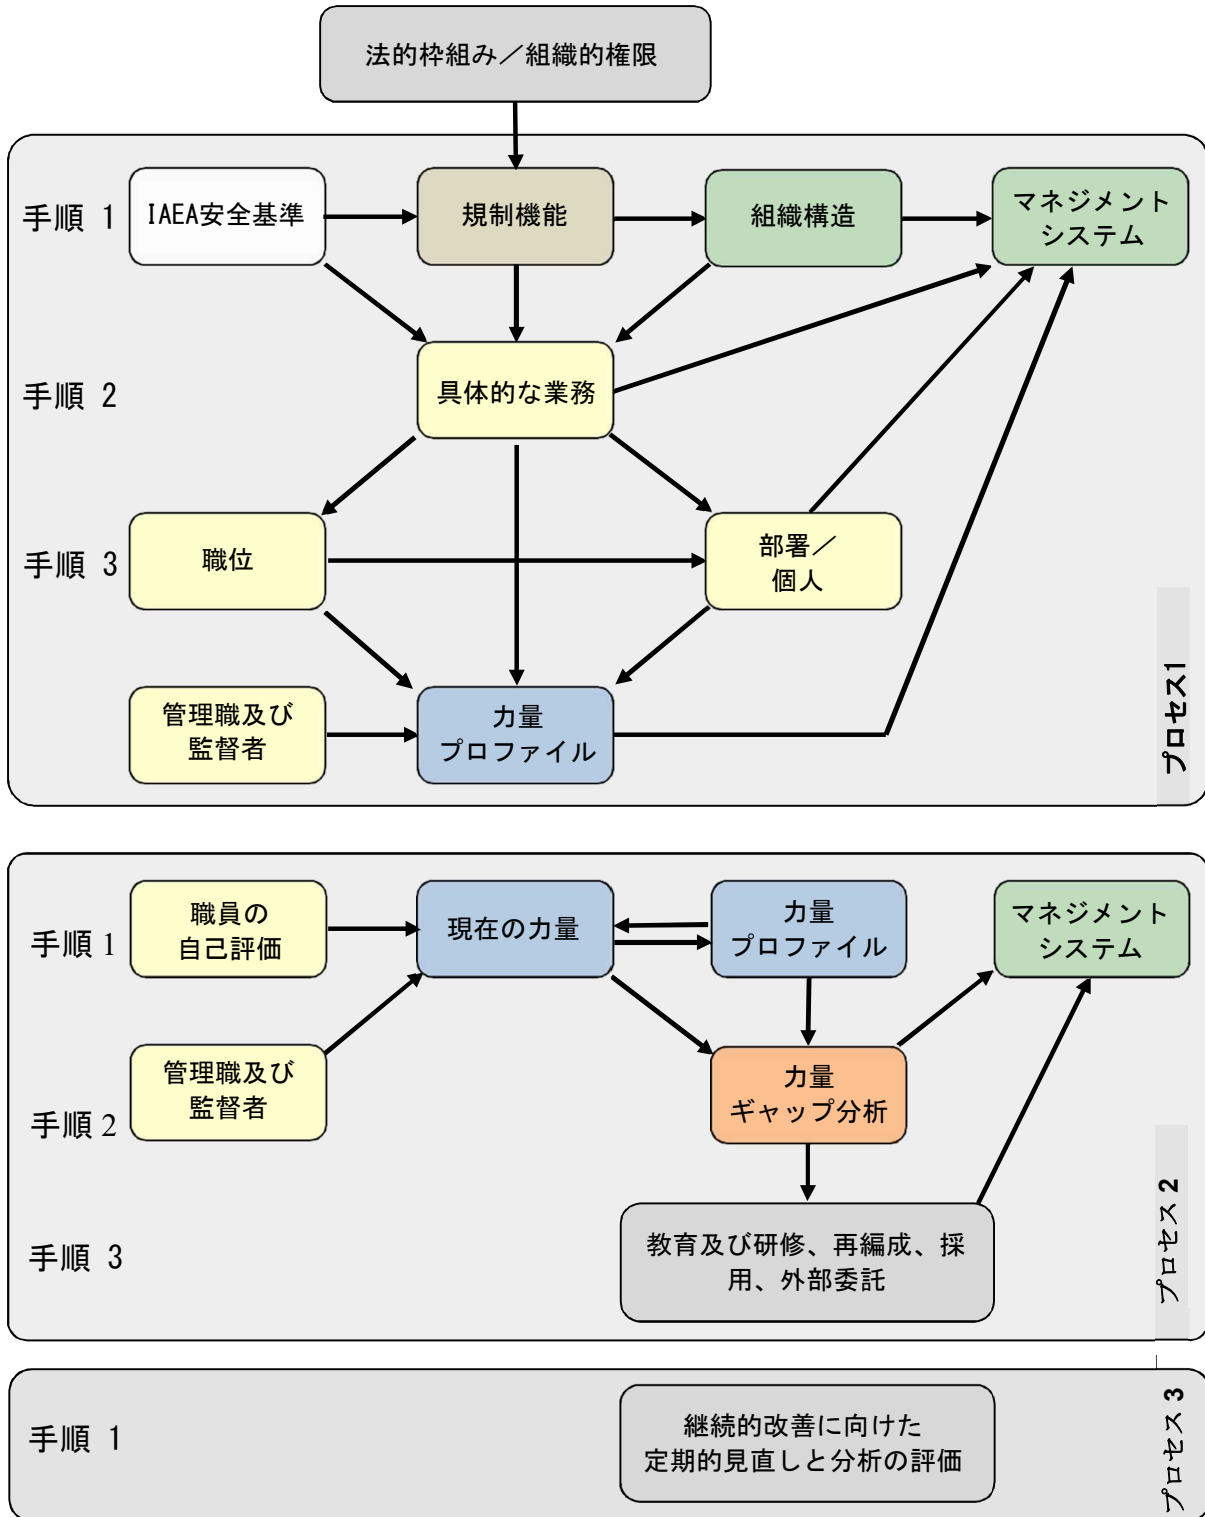 法的枠組み／組織的権限
手順 1
IAEA安全基準
規制機能
組織構造
マネジメント
システム
手順 2
具体的な業務
手順 3
職位
部署／
個人
管理職及び
監督者
力量
プロファイル
プロセス1
手順 1
職員の
自己評価
現在の力量
力量
プロファイル
マネジメント
システム
手順 2
管理職及び
監督者
力量
ギャップ分析
手順 3
教育及び研修、再編成、採
用、外部委託
プロセス 2
手順 1
継続的改善に向けた
定期的見直しと分析の評価
プロセス 3